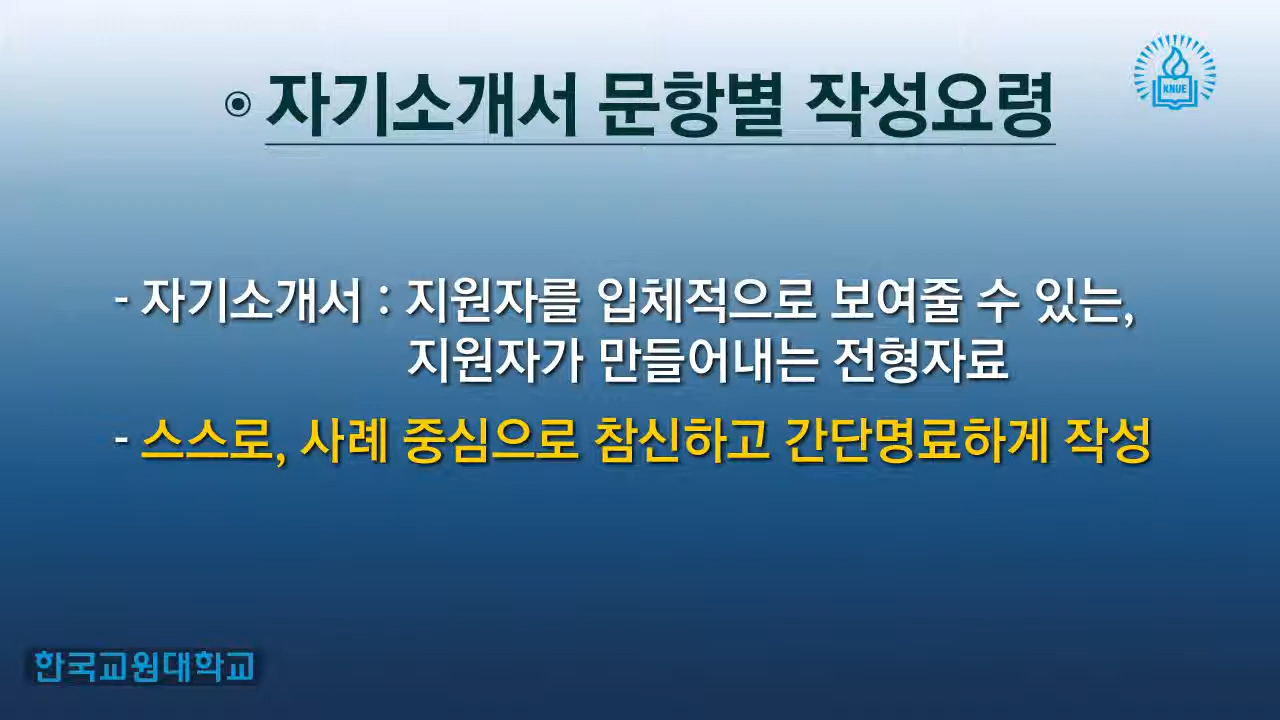 ◉ 자기소개서 문항별 작성요령
KNUE
- 자기소개서 : 지원자를 입체적으로 보여줄 수 있는,
지원자가 만들어내는 전형자료
- 스스로, 사례 중심으로 참신하고 간단명료하게 작성
한국교원대학교